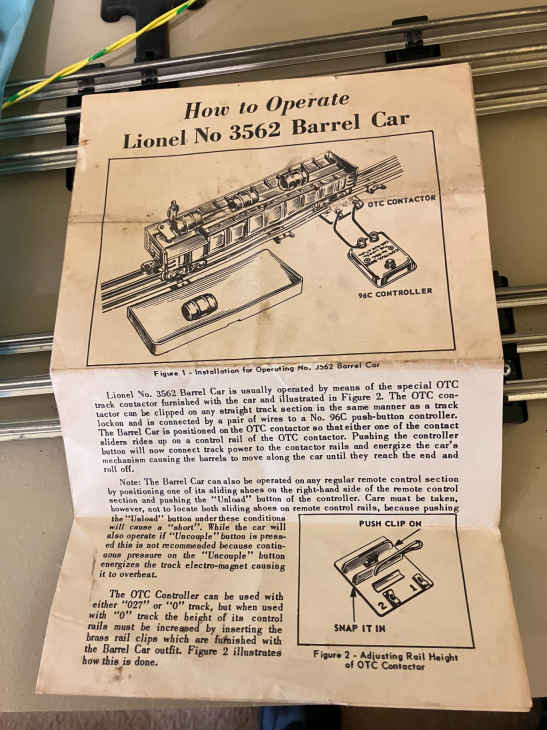 How to Operate
Lionel No 3562 Barrel Car
OTC CONTACTOR
96C CONTROLLER
Figure 1 - Installation for Operating No. 3562 Barrel Car
Lionel No. 3562 Barrel Car is usually operated by means of the special OTC
track contactor furnished with the car and illustrated in Figure 2. The OTC con-
tactor can be clipped on any straight track section in the same manner as a track
lockon and is connected by a pair of wires to a No. 96C push-button controller.
The Barrel Car is positioned on the OTC contactor so that either one of the contact
sliders rides up on a control rail of the OTC contactor. Pushing the controller
button will now connect track power to the contactor rails and energize the car's
mechanism causing the barrels to move along the car until they reach the end and
roll off.
Note: The Barrel Car can also be operated on any regular remote control section
by positioning one of its sliding shoes on the right-hand side of the remote control
section and pushing the "Unload" button of the controller. Care must be taken,
however, not to locate both sliding shoes on remote control rails, because pushing
the "Unload" button under these conditions
will cause a "short". While the car will
also operate if "Uncouple" button is press-
ed this is not recommended because contin-
uous pressure on the "Uncouple" button
energizes the track electro-magnet causing
it to overheat.
The OTC Controller can be used with
either "027" or "0" track, but when used
with "0" track the height of its control
rails must be increased by inserting the
brass rail clips which are furnished with
the Barrel Car outfit. Figure 2 illustrates
how this is done.
PUSH CLIP ON
2 1
SNAP IT IN
Figure 2 - Adjusting Rail Height
of OTC Contactor